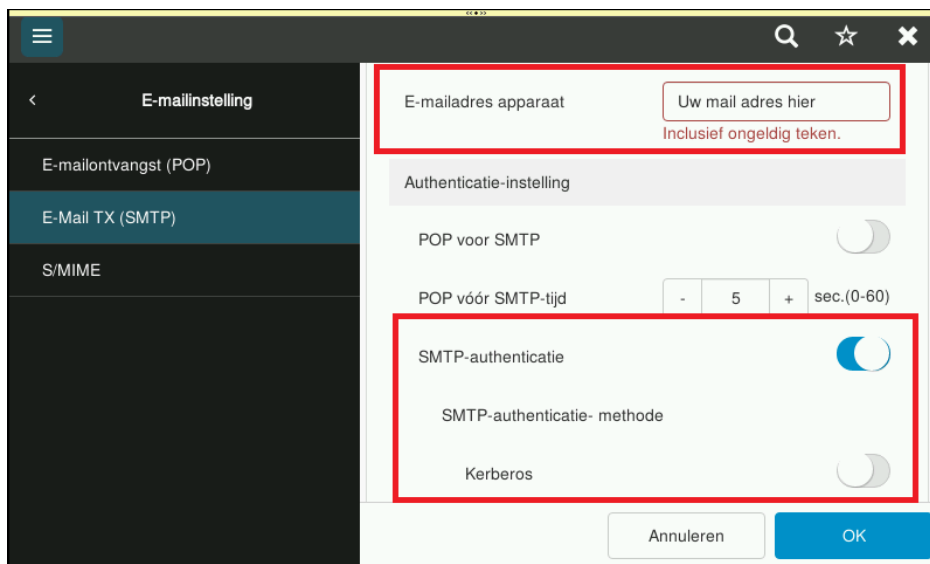 E-mailinstelling
E-mailontvangst (POP)
E-Mail TX (SMTP)
S/MIME
E-mailadres apparaat
Uw mail adres hier
Inclusief ongeldig teken.
Authenticatie-instelling
POP voor SMTP
POP vóór SMTP-tijd - 5 + sec.(0-60)
SMTP-authenticatie
SMTP-authenticatie- methode
Kerberos
Annuleren OK